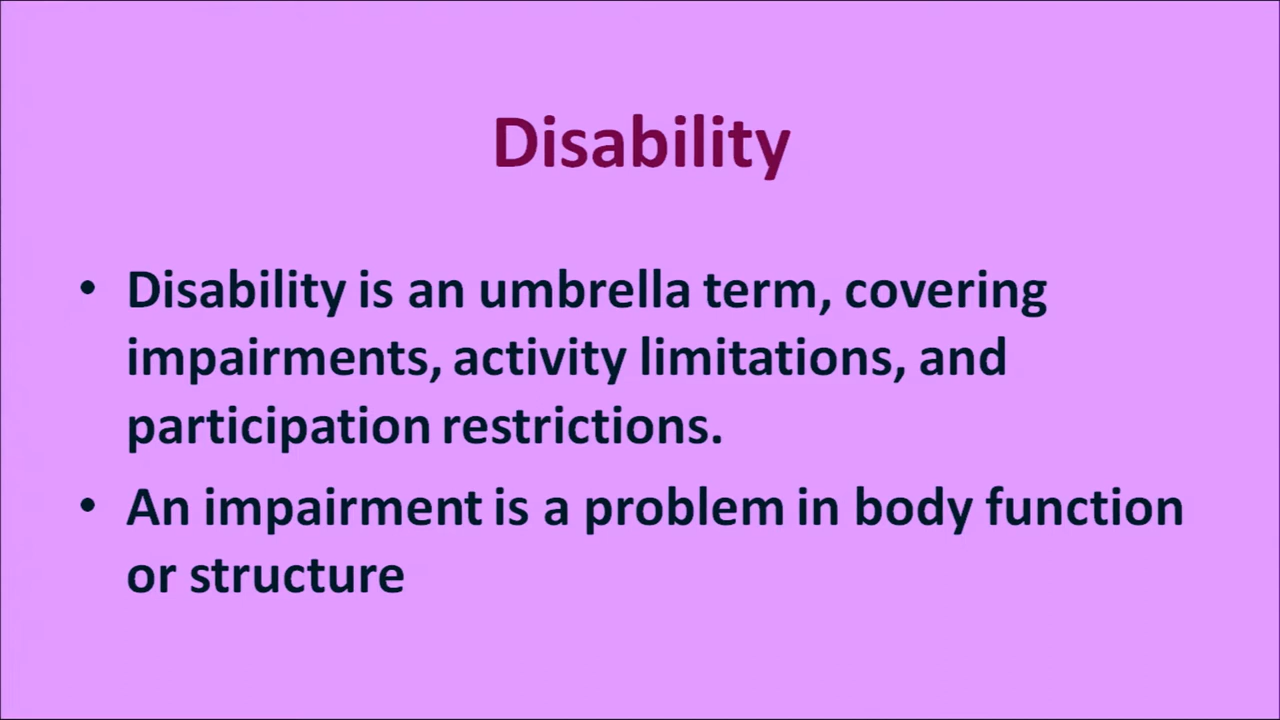 Disability
• Disability is an umbrella term, covering
impairments, activity limitations, and
participation restrictions.
• An impairment is a problem in body function
or structure